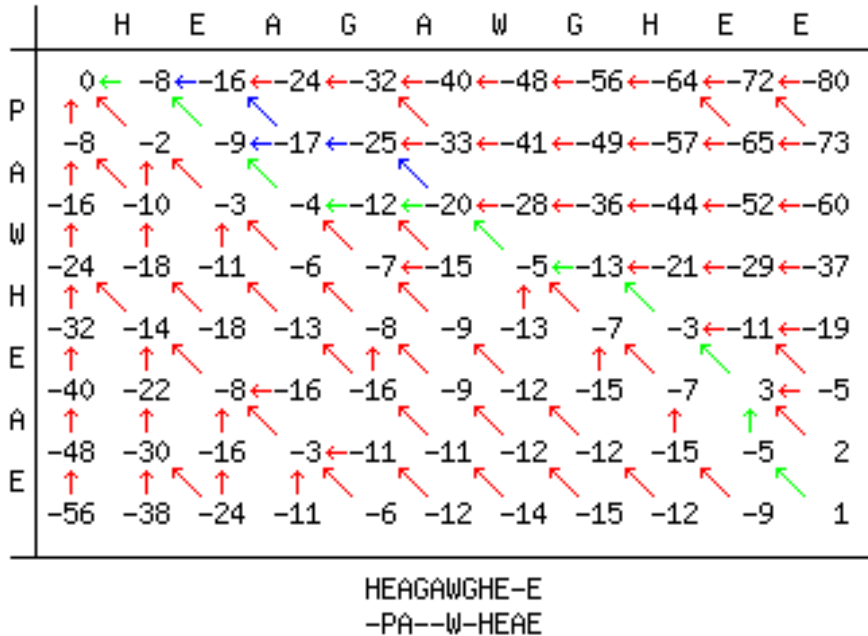 H E A G A W G H E E
0 -8 -16 -24 -32 -40 -48 -56 -64 -72 -80
P
-8 -2 -9 -17 -25 -33 -41 -49 -57 -65 -73
A
-16 -10 -3 -4 -12 -20 -28 -36 -44 -52 -60
W
-24 -18 -11 -6 -7 -15 -5 -13 -21 -29 -37
H
-32 -14 -18 -13 -8 -9 -13 -7 -3 -11 -19
E
-40 -22 -8 -16 -16 -9 -12 -15 -7 3 -5
A
-48 -30 -16 -3 -11 -11 -12 -12 -15 -5 2
E
-56 -38 -24 -11 -6 -12 -14 -15 -12 -9 1
HEAGAWGHE-E
-PA--W-HEAE